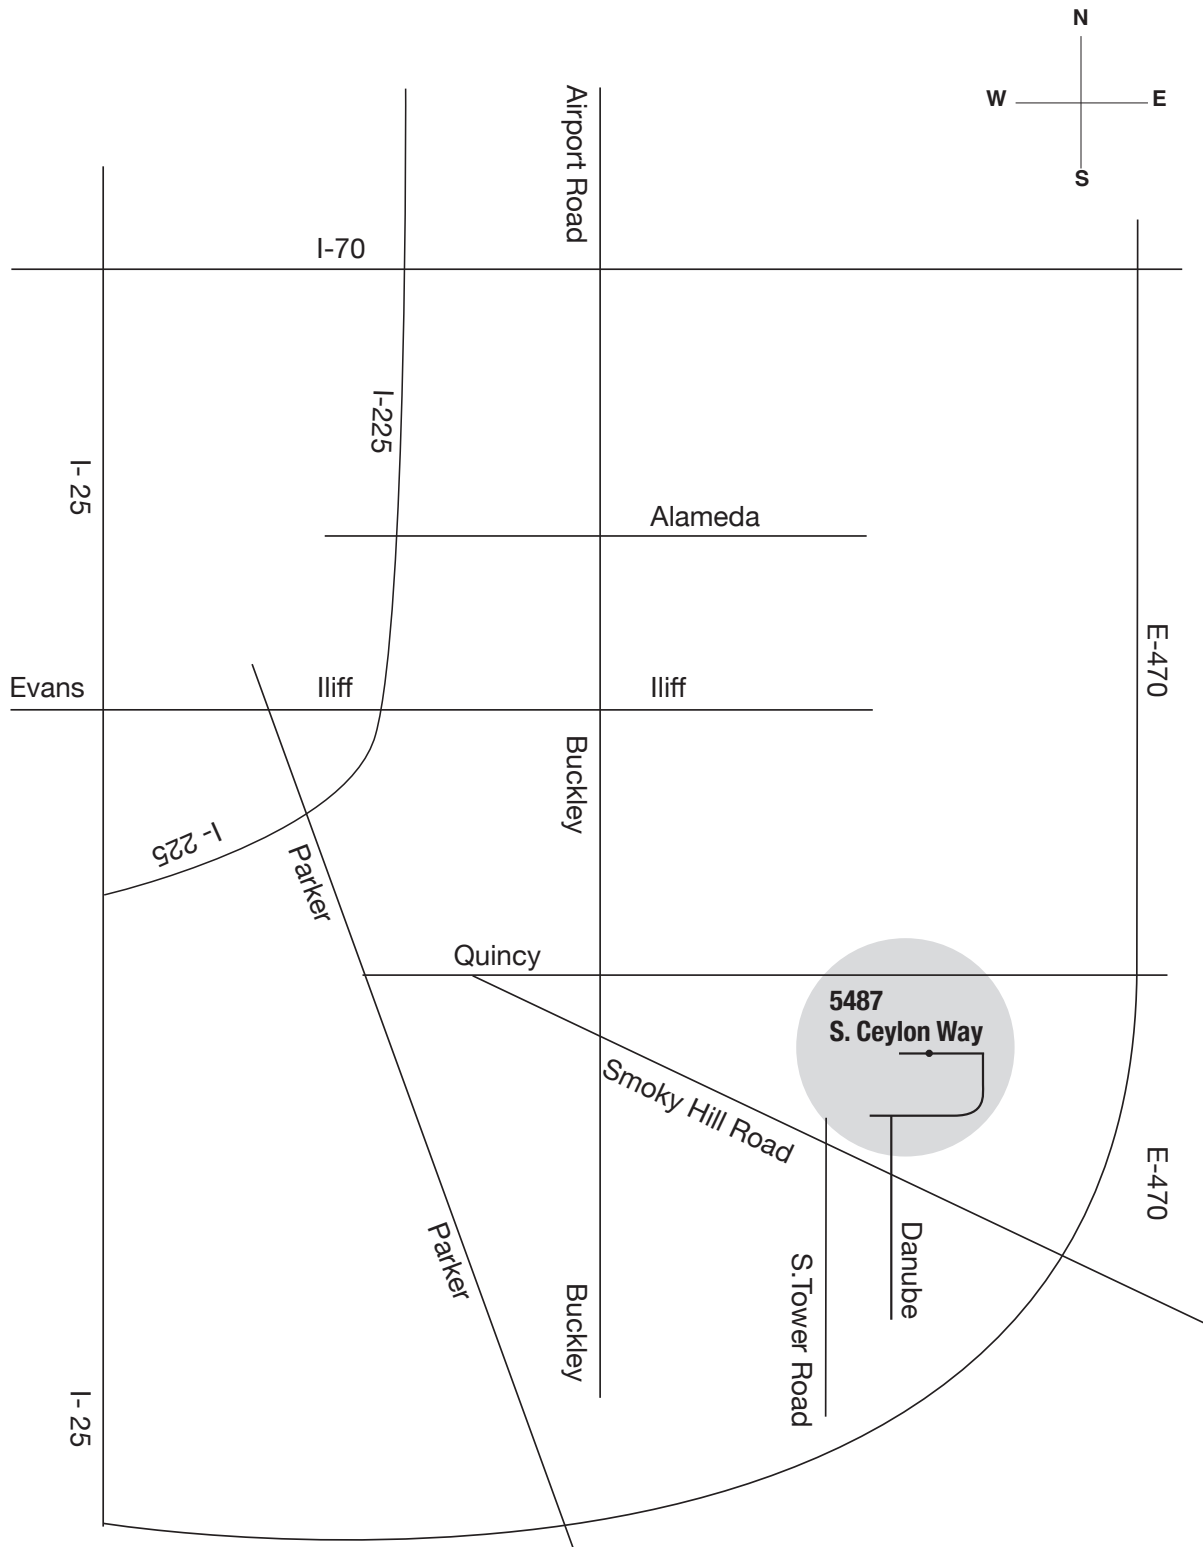 N
W
E
S
Airport Road
I-70
I-225
I- 25
Alameda
E-470
Evans
Iliff
Iliff
Buckley
I- 225
Parker
Quincy
5487
S. Ceylon Way
Smoky Hill Road
E-470
Parker
Danube
S.Tower Road
Buckley
I- 25